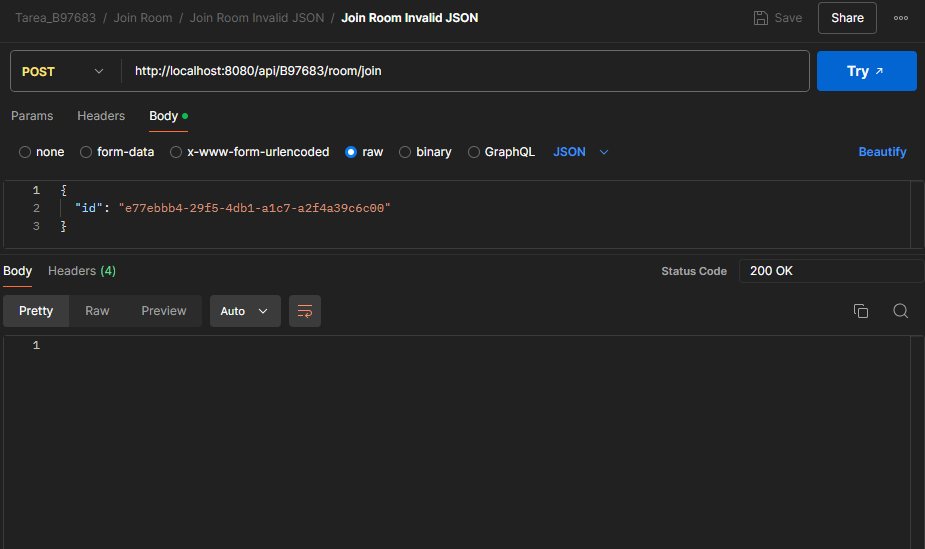 Tarea_B97683 / Join Room / Join Room Invalid JSON / Join Room Invalid JSON Save Share
POST http://localhost:8080/api/B97683/room/join Try
Params Headers Body
none form-data x-www-form-urlencoded raw binary GraphQL JSON Beautify
1 {
2 "id": "e77ebbb4-29f5-4db1-a1c7-a2f4a39c6c00"
3 }
Body Headers (4) Status Code 200 OK
Pretty Raw Preview Auto
1